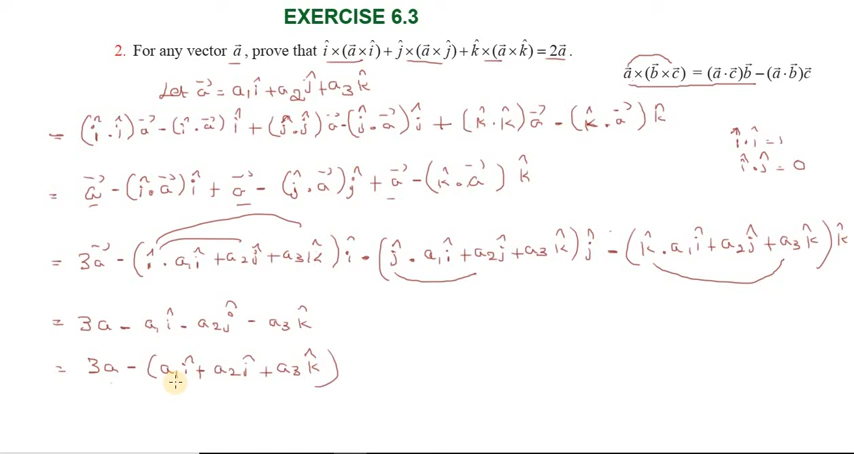 EXERCISE 6.3
2. For any vector a⃗, prove that î×(a⃗×î)+ĵ×(a⃗×ĵ)+k̂×(a⃗×k̂)=2a⃗.
a⃗×(b⃗×c⃗)=(a⃗·c⃗)b⃗−(a⃗·b⃗)c⃗
Let a⃗ = a₁î+a₂ĵ+a₃k̂
= (î·î)a⃗-(î·a⃗)î+(ĵ·ĵ)a⃗-(ĵ·a⃗)ĵ+(k̂·k̂)a⃗-(k̂·a⃗)k̂
î·î=1
î·ĵ=0
= a⃗-(î·a⃗)î+a⃗-(ĵ·a⃗)ĵ+a⃗-(k̂·a⃗)k̂
= 3a⃗-(î·a₁î+a₂ĵ+a₃k̂)î-(ĵ·a₁î+a₂ĵ+a₃k̂)ĵ-(k̂·a₁î+a₂ĵ+a₃k̂)k̂
= 3a-a₁î-a₂ĵ-a₃k̂
= 3a-(a₁î+a₂î+a₃k̂)